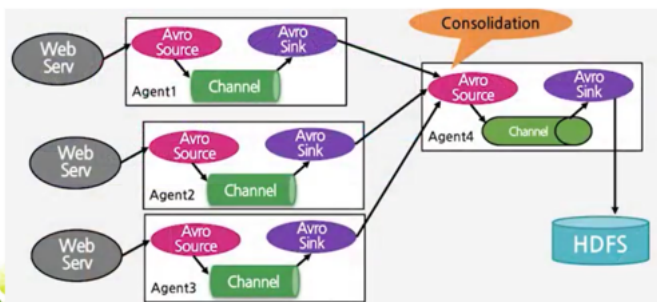 Consolidation
Web
Serv
Avro
Source
Avro
Sink
Channel
Agent1
Avro
Source
Avro
Sink
Channel
Agent4
Web
Serv
Avro
Source
Avro
Sink
Channel
Agent2
HDFS
Web
Serv
Avro
Source
Avro
Sink
Channel
Agent3